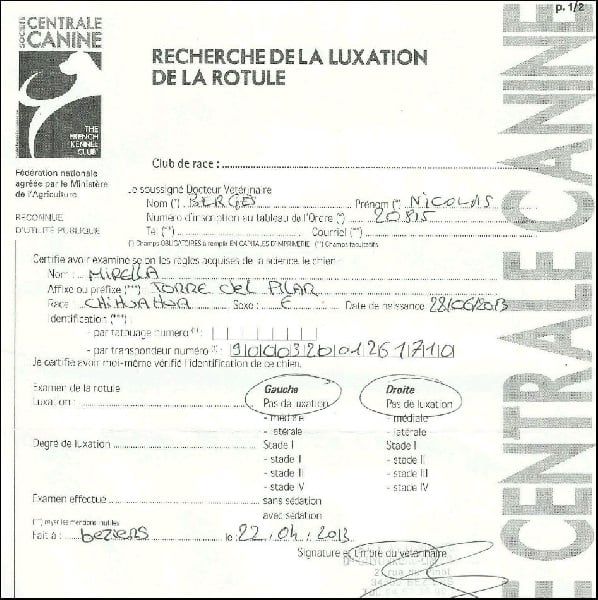 p. 1/2
SOCIÉTÉ CENTRALE CANINE
THE FRENCH KENNEL CLUB
Fédération nationale
agréée par le Ministère
de l'Agriculture
RECONNUE
D'UTILITÉ PUBLIQUE
CENTRALE CANINE
RECHERCHE DE LA LUXATION
DE LA ROTULE
Club de race :
Je soussigné Docteur Vétérinaire
Nom (*) BERGES Prénom (*) NICOLAS
Numéro d'inscription au tableau de l'Ordre (*) 20815
Tél (**) Courriel (**)
(*) Champs OBLIGATOIRES à remplir EN CAPITALES D'IMPRIMERIE (**) Champs facultatifs
Certifie avoir examiné selon les règles acquises de la science le chien
Nom : MIRELLA
Affixe ou préfixe (**) TORRE del PILAR
Race CHIHUAHUA Sexe : Date de naissance
Identification (***) :
- par tatouage numéro (*) :
- par transpondeur numéro (*) :
Je certifie avoir moi-même vérifié l'identification de ce chien.
Examen de la rotule Gauche Droite
Luxation : Pas de luxation Pas de luxation
- médiale - médiale
- latérale - latérale
Degré de luxation Stade I Stade I
- stade II - stade II
- stade III - stade III
- stade IV - stade IV
Examen effectué sans sédation
avec sédation
(***) rayer les mentions inutiles
Fait à : beziers le : 22, 04, 2013
Signature et timbre du vétérinaire